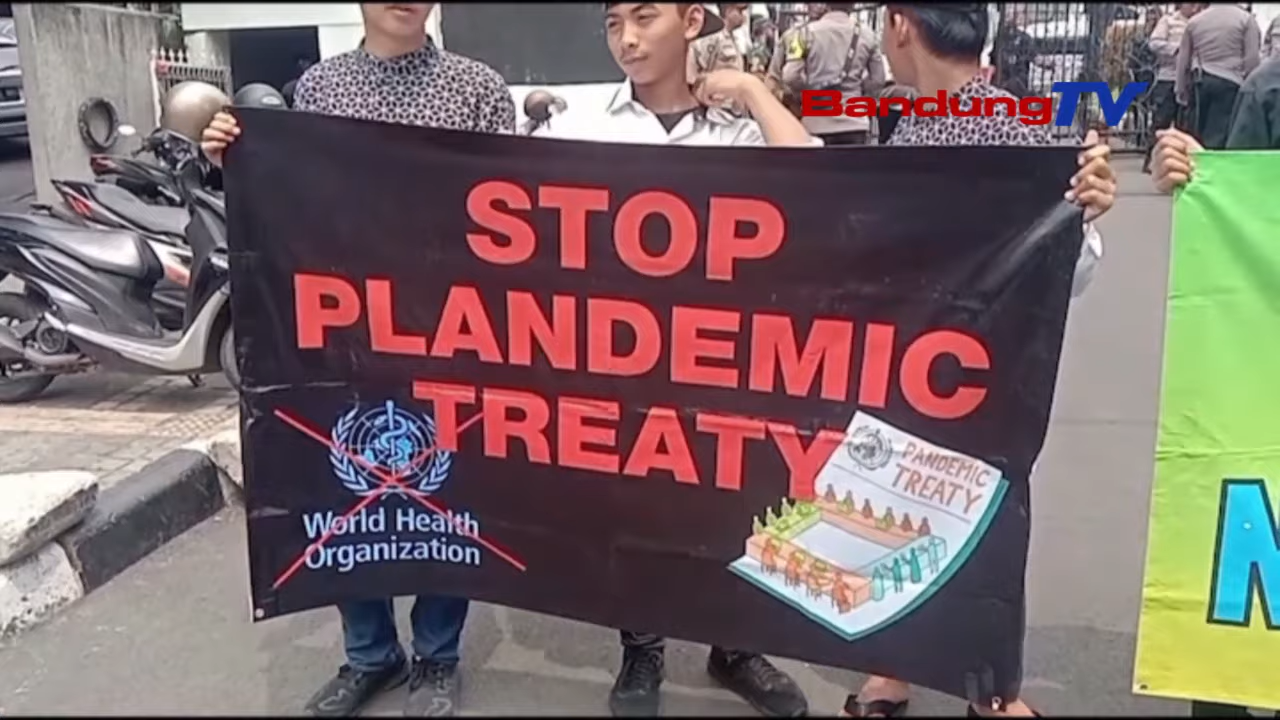 BandungTV
STOP
PLANDEMIC
TREATY
World Health
Organization
PANDEMIC
TREATY